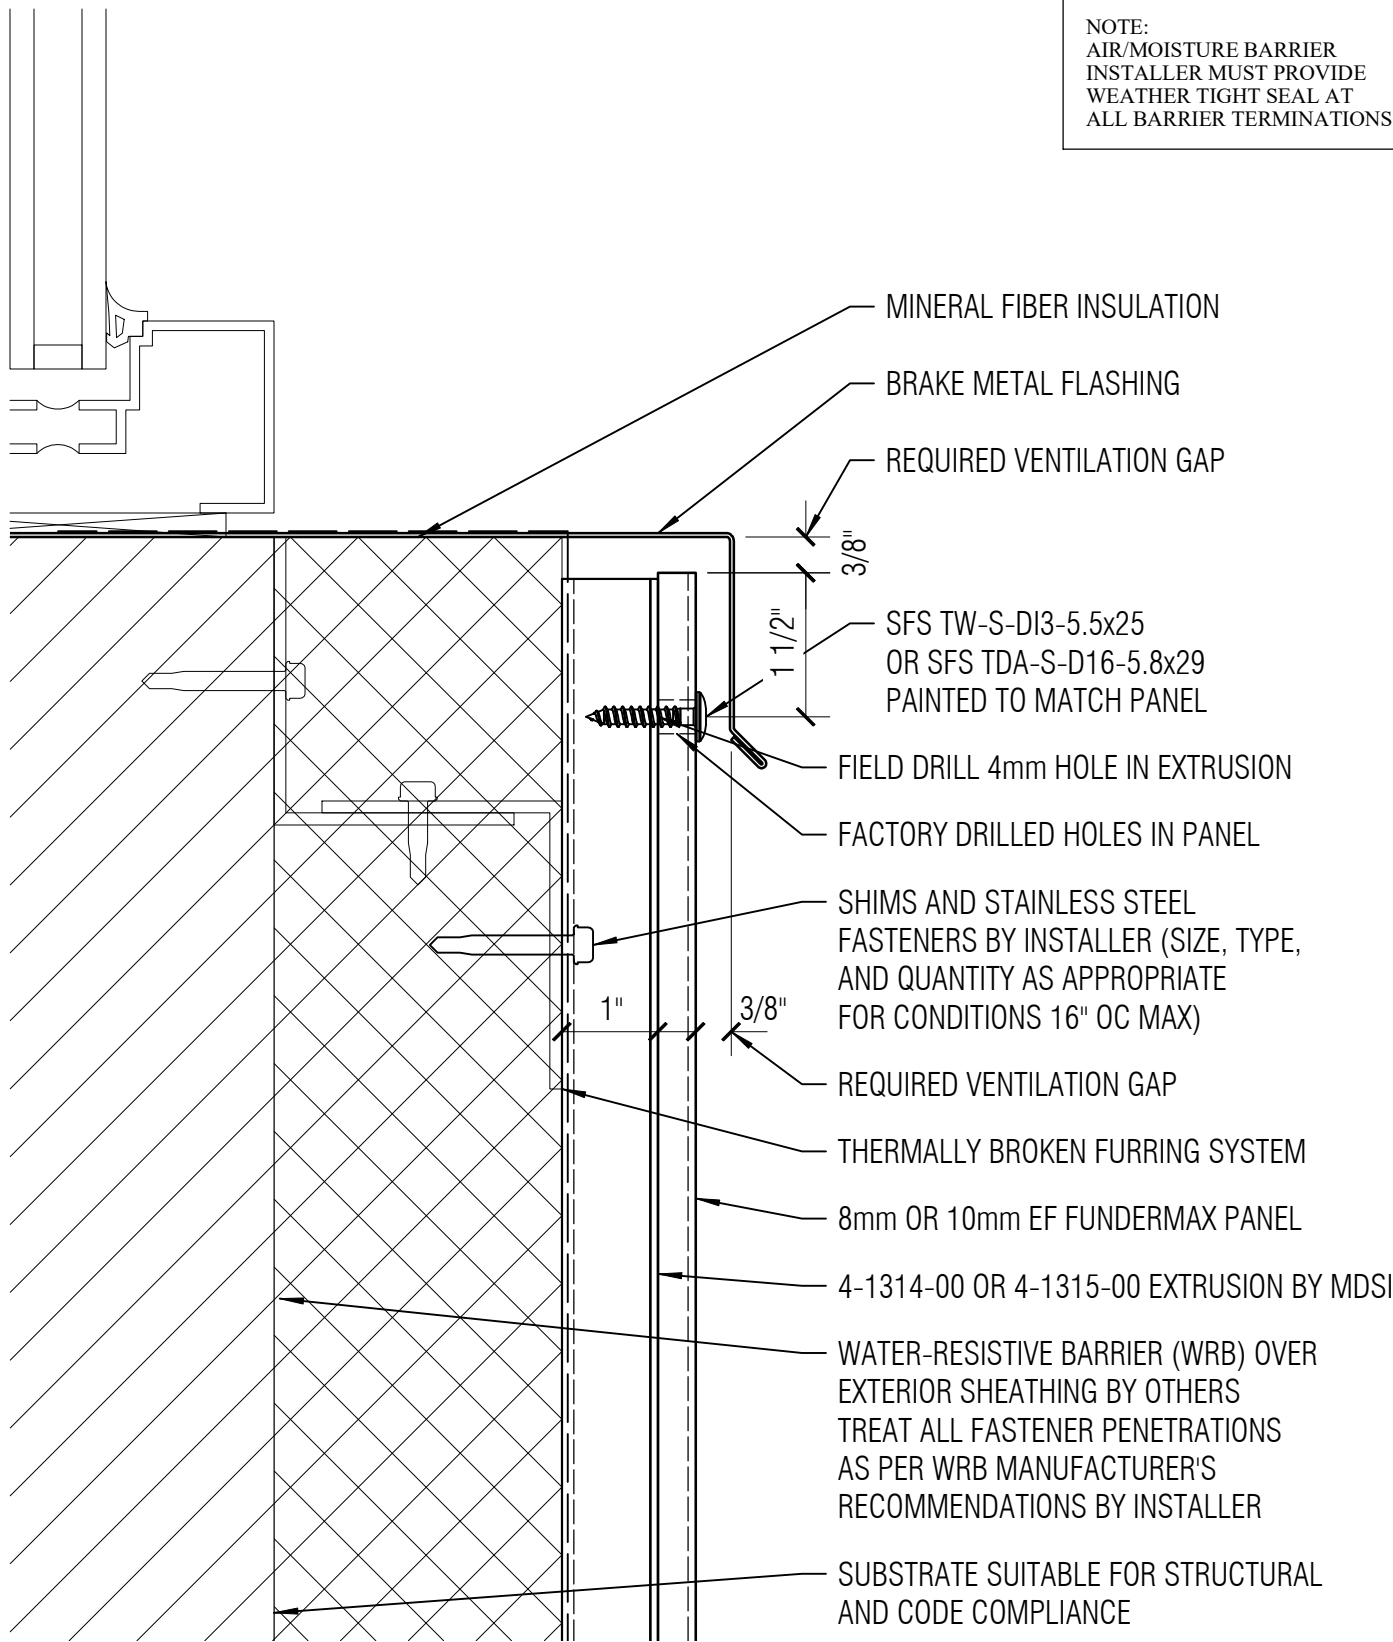 NOTE:
AIR/MOISTURE BARRIER
INSTALLER MUST PROVIDE
WEATHER TIGHT SEAL AT
ALL BARRIER TERMINATIONS
MINERAL FIBER INSULATION
BRAKE METAL FLASHING
REQUIRED VENTILATION GAP
3/8"
1 1/2"
SFS TW-S-DI3-5.5x25
OR SFS TDA-S-D16-5.8x29
PAINTED TO MATCH PANEL
FIELD DRILL 4mm HOLE IN EXTRUSION
FACTORY DRILLED HOLES IN PANEL
SHIMS AND STAINLESS STEEL
FASTENERS BY INSTALLER (SIZE, TYPE,
AND QUANTITY AS APPROPRIATE
FOR CONDITIONS 16" OC MAX)
1"
3/8"
REQUIRED VENTILATION GAP
THERMALLY BROKEN FURRING SYSTEM
8mm OR 10mm EF FUNDERMAX PANEL
4-1314-00 OR 4-1315-00 EXTRUSION BY MDSI
WATER-RESISTIVE BARRIER (WRB) OVER
EXTERIOR SHEATHING BY OTHERS
TREAT ALL FASTENER PENETRATIONS
AS PER WRB MANUFACTURER'S
RECOMMENDATIONS BY INSTALLER
SUBSTRATE SUITABLE FOR STRUCTURAL
AND CODE COMPLIANCE